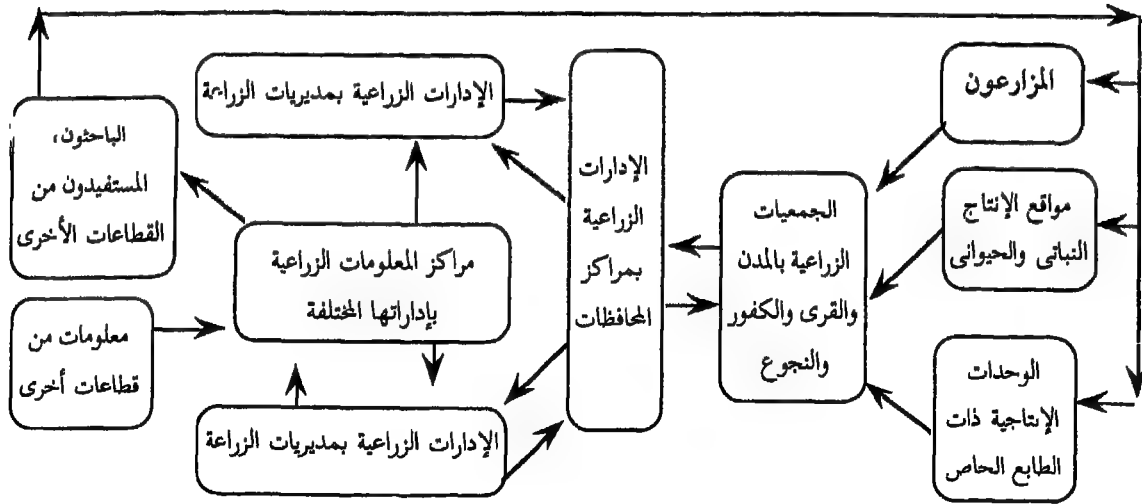 المزارعون
مواقع الإنتاج
النباتى والحيوانى
الوحدات
الإنتاجية ذات
الطابع الخاص
الجمعيات
الزراعية بالمدن
والقرى والكفور
والنجوع
الإدارات
الزراعية
بمراكز
المحافظات
الإدارات الزراعية بمديريات الزراعة
مراكز المعلومات الزراعية
بإداراتها المختلفة
الإدارات الزراعية بمديريات الزراعة
الباحثون،
المستفيدون من
القطاعات الأخرى
معلومات من
قطاعات أخرى